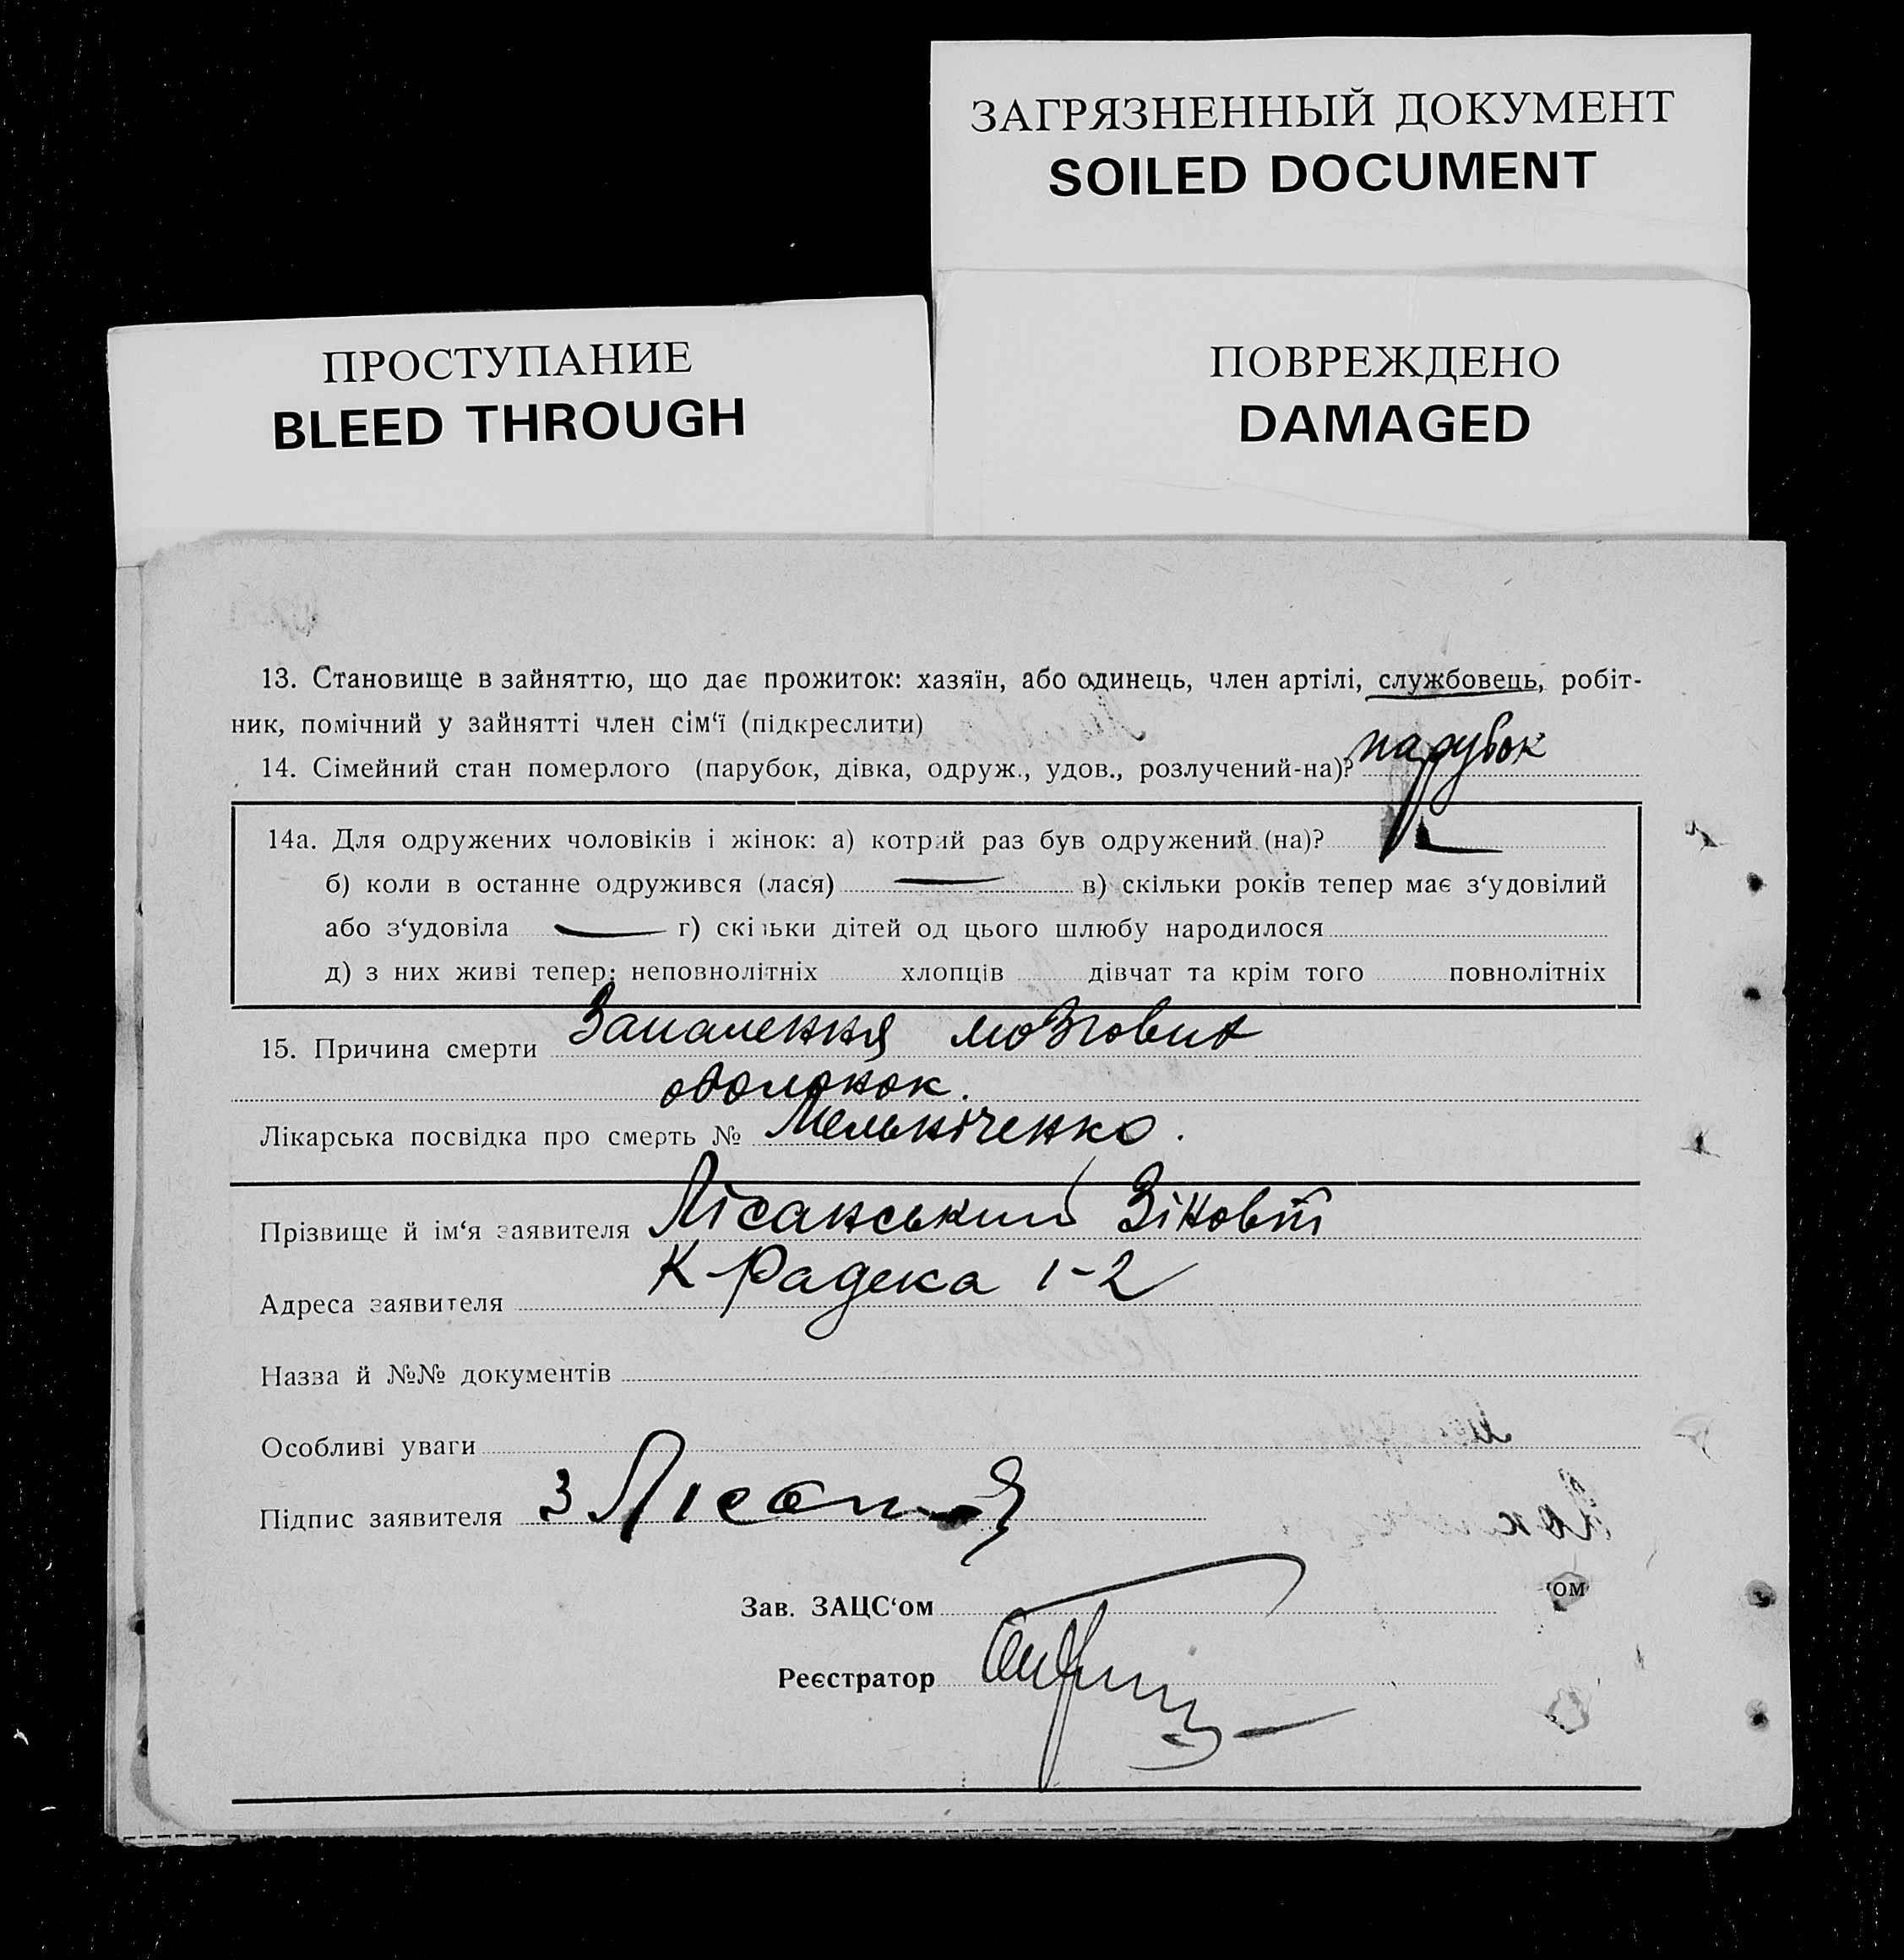 ЗАГРЯЗНЕННЫЙ ДОКУМЕНТ
SOILED DOCUMENT
ПРОСТУПАНИЕ
BLEED THROUGH
ПОВРЕЖДЕНО
DAMAGED
13. Становище в зайняттю, що дає прожиток: хазяїн, або одинець, член артілі, службовець, робіт-
ник, помічний у зайнятті член сім‘ї (підкреслити)
14. Сімейний стан померлого (парубок, дівка, одруж., удов., розлучений-на)? парубок
14а. Для одружених чоловіків і жінок: а) котрий раз був одружений (на)? —
б) коли в останне одружився (лася) — в) скільки років тепер має з‘удовілий
або з‘удовіла — г) скільки дітей од цього шлюбу народилося
д) з них живі тепер: неповнолітніх хлопців дівчат та крім того повнолітніх
15. Причина смерти Запалення мозгових
оболонок.
Лікарська посвідка про смерть № Мельніченко.
Прізвище й ім‘я заявителя Лісанський Зіновій
К Радека 1-2
Адреса заявителя
Назва й №№ документів
Особливі уваги
Підпис заявителя З Лісан
Зав. ЗАЦС‘ом
ом
Реєстратор